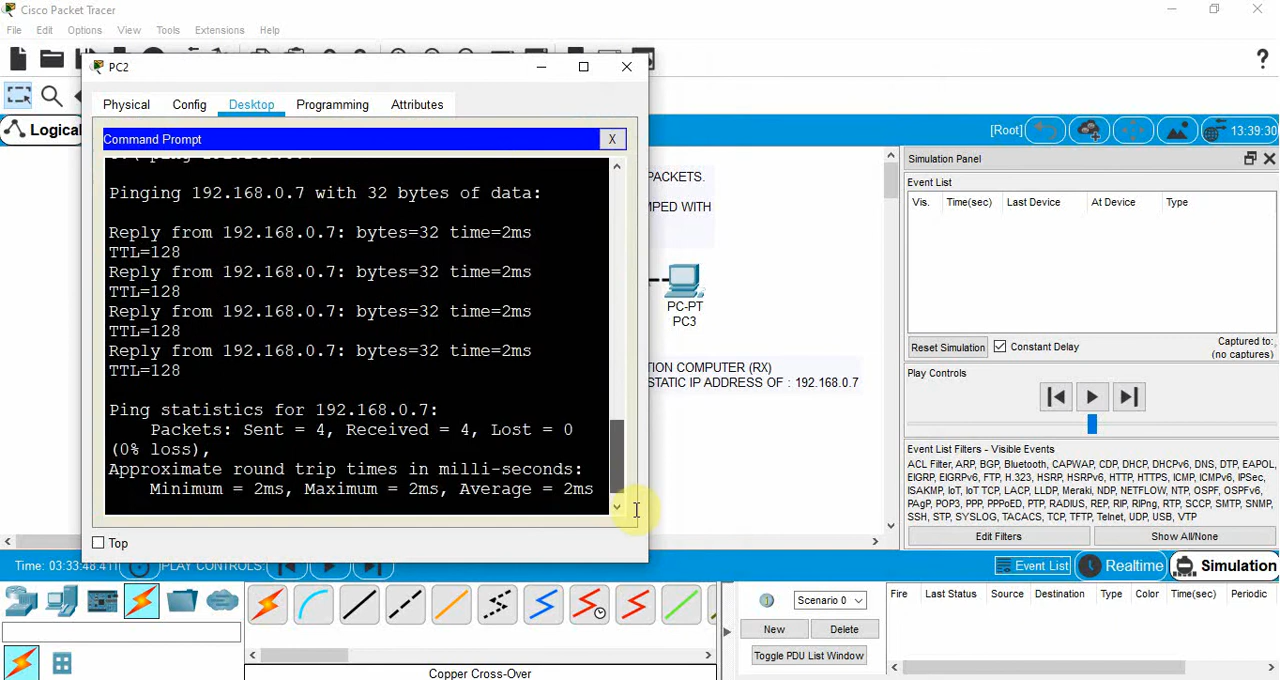 Cisco Packet Tracer
File Edit Options View Tools Extensions Help
PC2
?
Physical Config Desktop Programming Attributes
Logical
[Root]
13:39:30
Command Prompt
X
Pinging 192.168.0.7 with 32 bytes of data:
Reply from 192.168.0.7: bytes=32 time=2ms
TTL=128
Reply from 192.168.0.7: bytes=32 time=2ms
TTL=128
Reply from 192.168.0.7: bytes=32 time=2ms
TTL=128
Reply from 192.168.0.7: bytes=32 time=2ms
TTL=128
Ping statistics for 192.168.0.7:
Packets: Sent = 4, Received = 4, Lost = 0
(0% loss),
Approximate round trip times in milli-seconds:
Minimum = 2ms, Maximum = 2ms, Average = 2ms
Top
PACKETS.
MPED WITH
PC-PT
PC3
TION COMPUTER (RX)
STATIC IP ADDRESS OF : 192.168.0.7
Simulation Panel
Event List
Vis. Time(sec) Last Device At Device Type
Reset Simulation
Constant Delay
Captured to:
(no captures)
Play Controls
Event List Filters - Visible Events
ACL Filter, ARP, BGP, Bluetooth, CAPWAP, CDP, DHCP, DHCPv6, DNS, DTP, EAPOL,
EIGRP, EIGRPv6, FTP, H.323, HSRP, HSRPv6, HTTP, HTTPS, ICMP, ICMPv6, IPSec,
ISAKMP, IoT, IoT TCP, LACP, LLDP, Meraki, NDP, NETFLOW, NTP, OSPF, OSPFv6,
PAgP, POP3, PPP, PPPoED, PTP, RADIUS, REP, RIP, RIPng, RTP, SCCP, SMTP, SNMP,
SSH, STP, SYSLOG, TACACS, TCP, TFTP, Telnet, UDP, USB, VTP
Edit Filters
Show All/None
Time: 03:33:48.411
PLAY CONTROLS:
Event List
Realtime
Simulation
Scenario 0
New
Delete
Toggle PDU List Window
Fire Last Status Source Destination Type Color Time(sec) Periodic
Copper Cross-Over